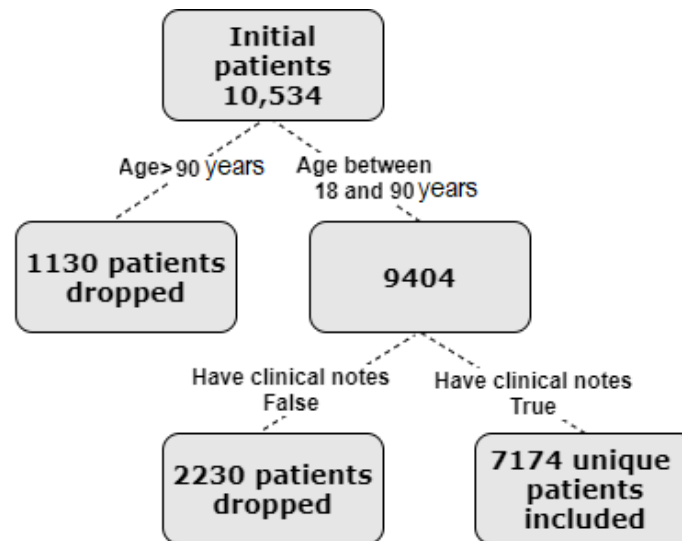 Initial
patients
10,534
Age>90 years
Age between
18 and 90 years
1130 patients
dropped
9404
Have clinical notes
False
Have clinical notes
True
2230 patients
dropped
7174 unique
patients
included